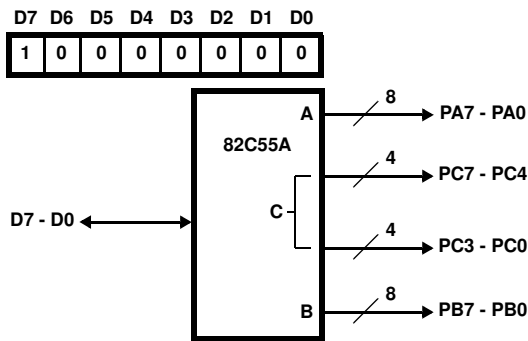 D7 D6 D5 D4 D3 D2 D1 D0
1 0 0 0 0 0 0 0
A 8 PA7 - PA0
82C55A
4 PC7 - PC4
C
D7 - D0
4 PC3 - PC0
B 8 PB7 - PB0